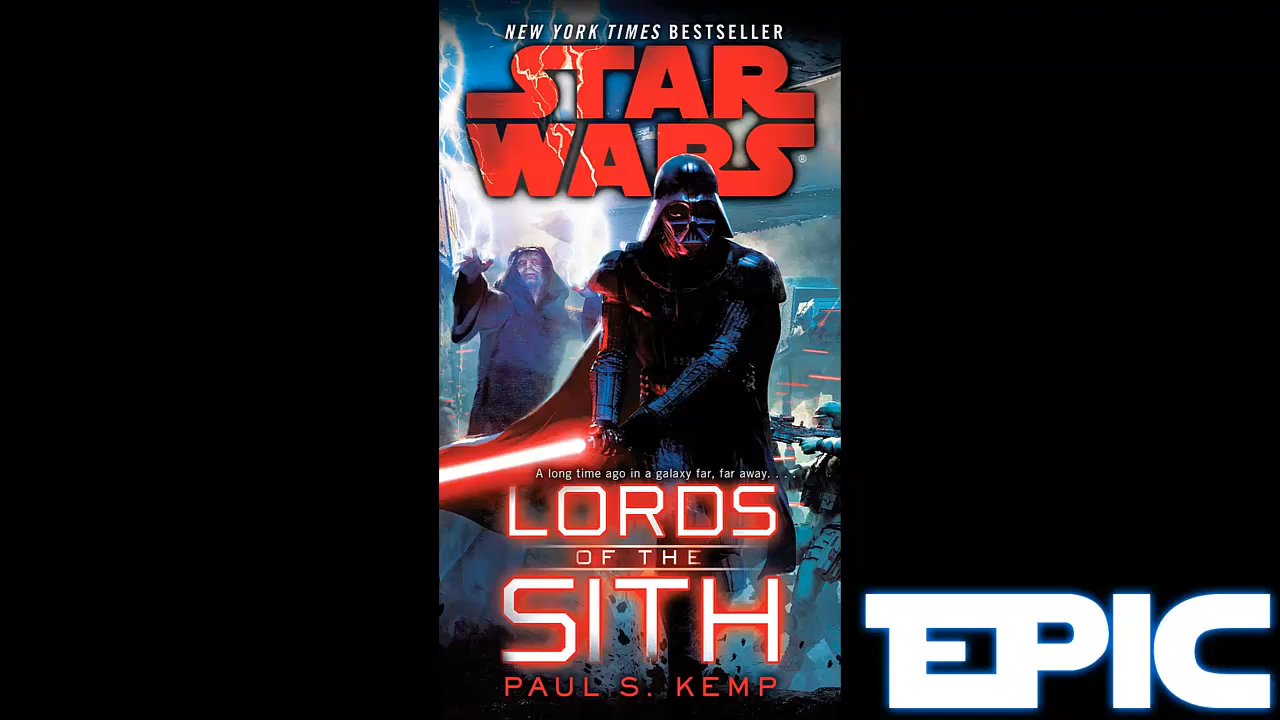 NEW YORK TIMES BESTSELLER
STAR
WARS®
A long time ago in a galaxy far, far away. . . .
LORDS
OF THE
SITH
PAUL S. KEMP
EPIC